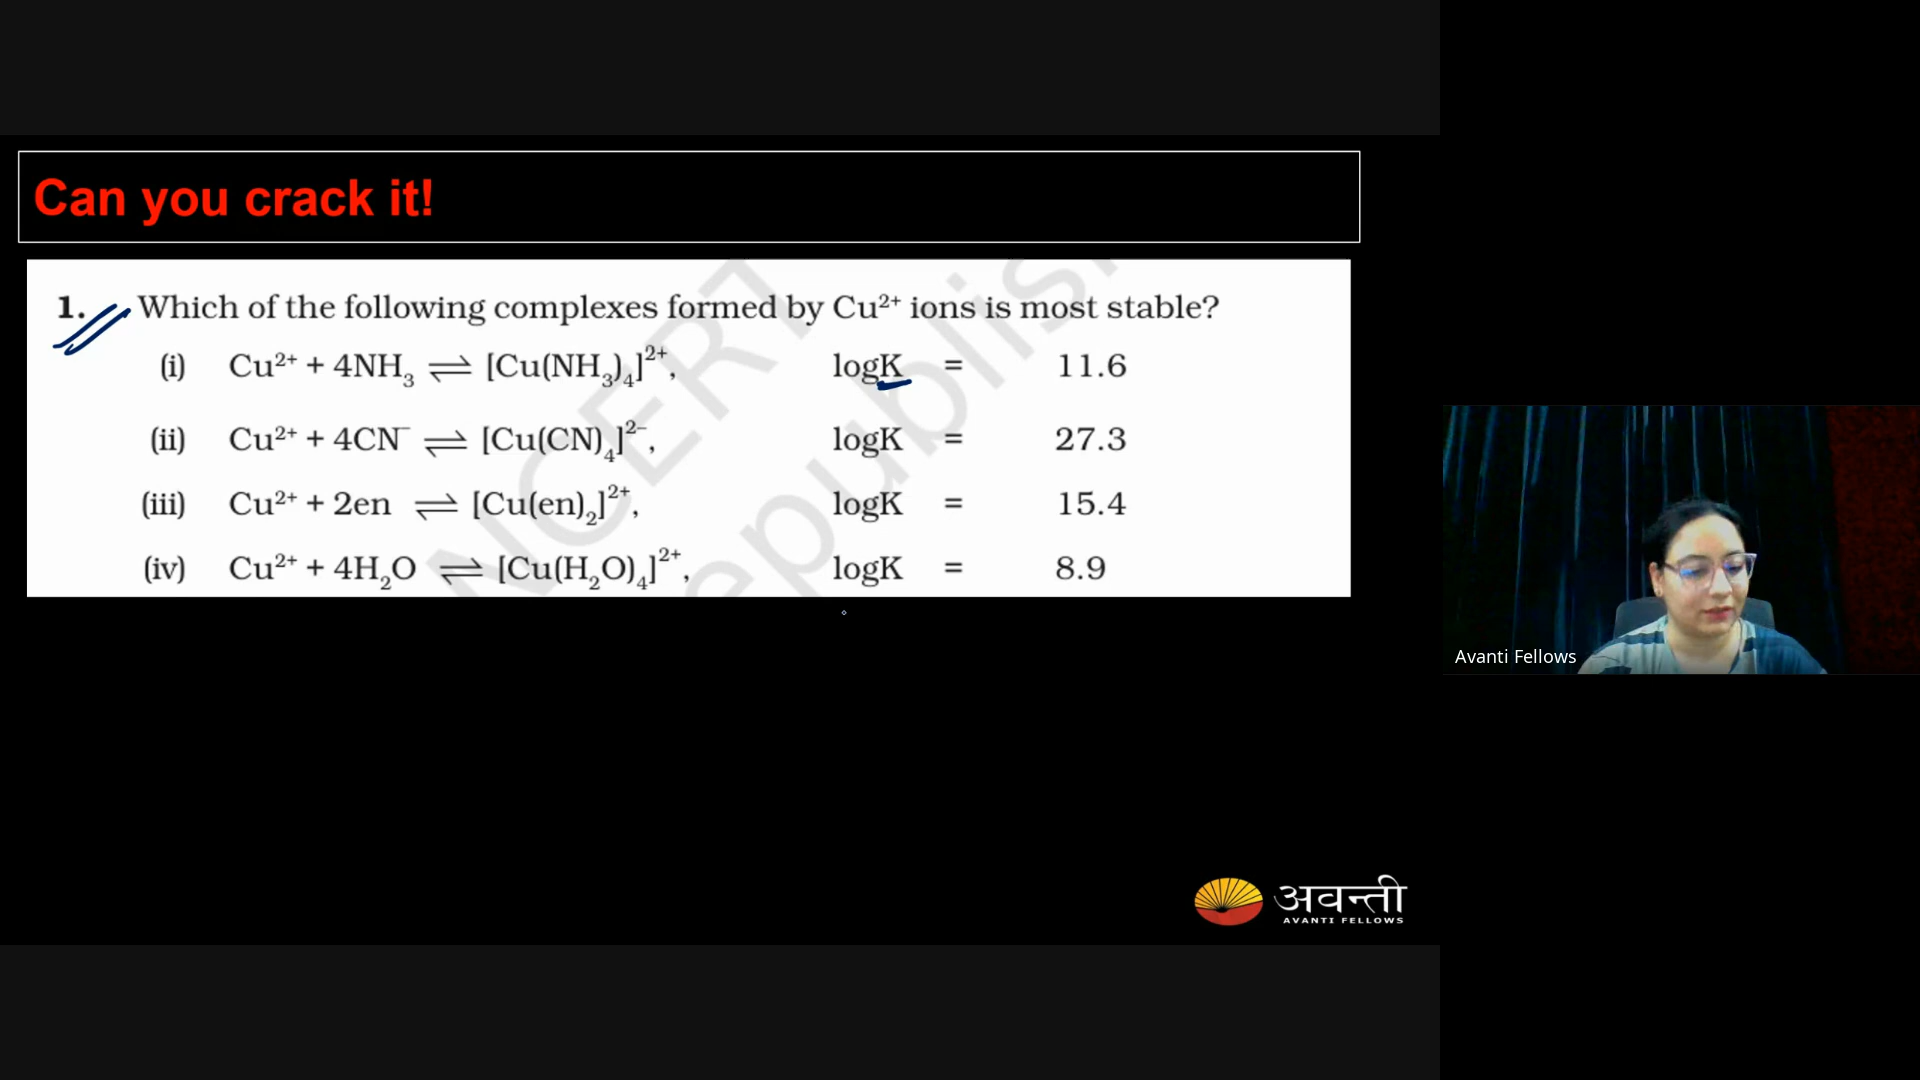 Can you crack it!
1. Which of the following complexes formed by Cu²⁺ ions is most stable?
(i) Cu²⁺ + 4NH₃ ⇌ [Cu(NH₃)₄]²⁺, logK = 11.6
(ii) Cu²⁺ + 4CN⁻ ⇌ [Cu(CN)₄]²⁻, logK = 27.3
(iii) Cu²⁺ + 2en ⇌ [Cu(en)₂]²⁺, logK = 15.4
(iv) Cu²⁺ + 4H₂O ⇌ [Cu(H₂O)₄]²⁺, logK = 8.9
NCERT
republis
Avanti Fellows
अवन्ती
AVANTI FELLOWS